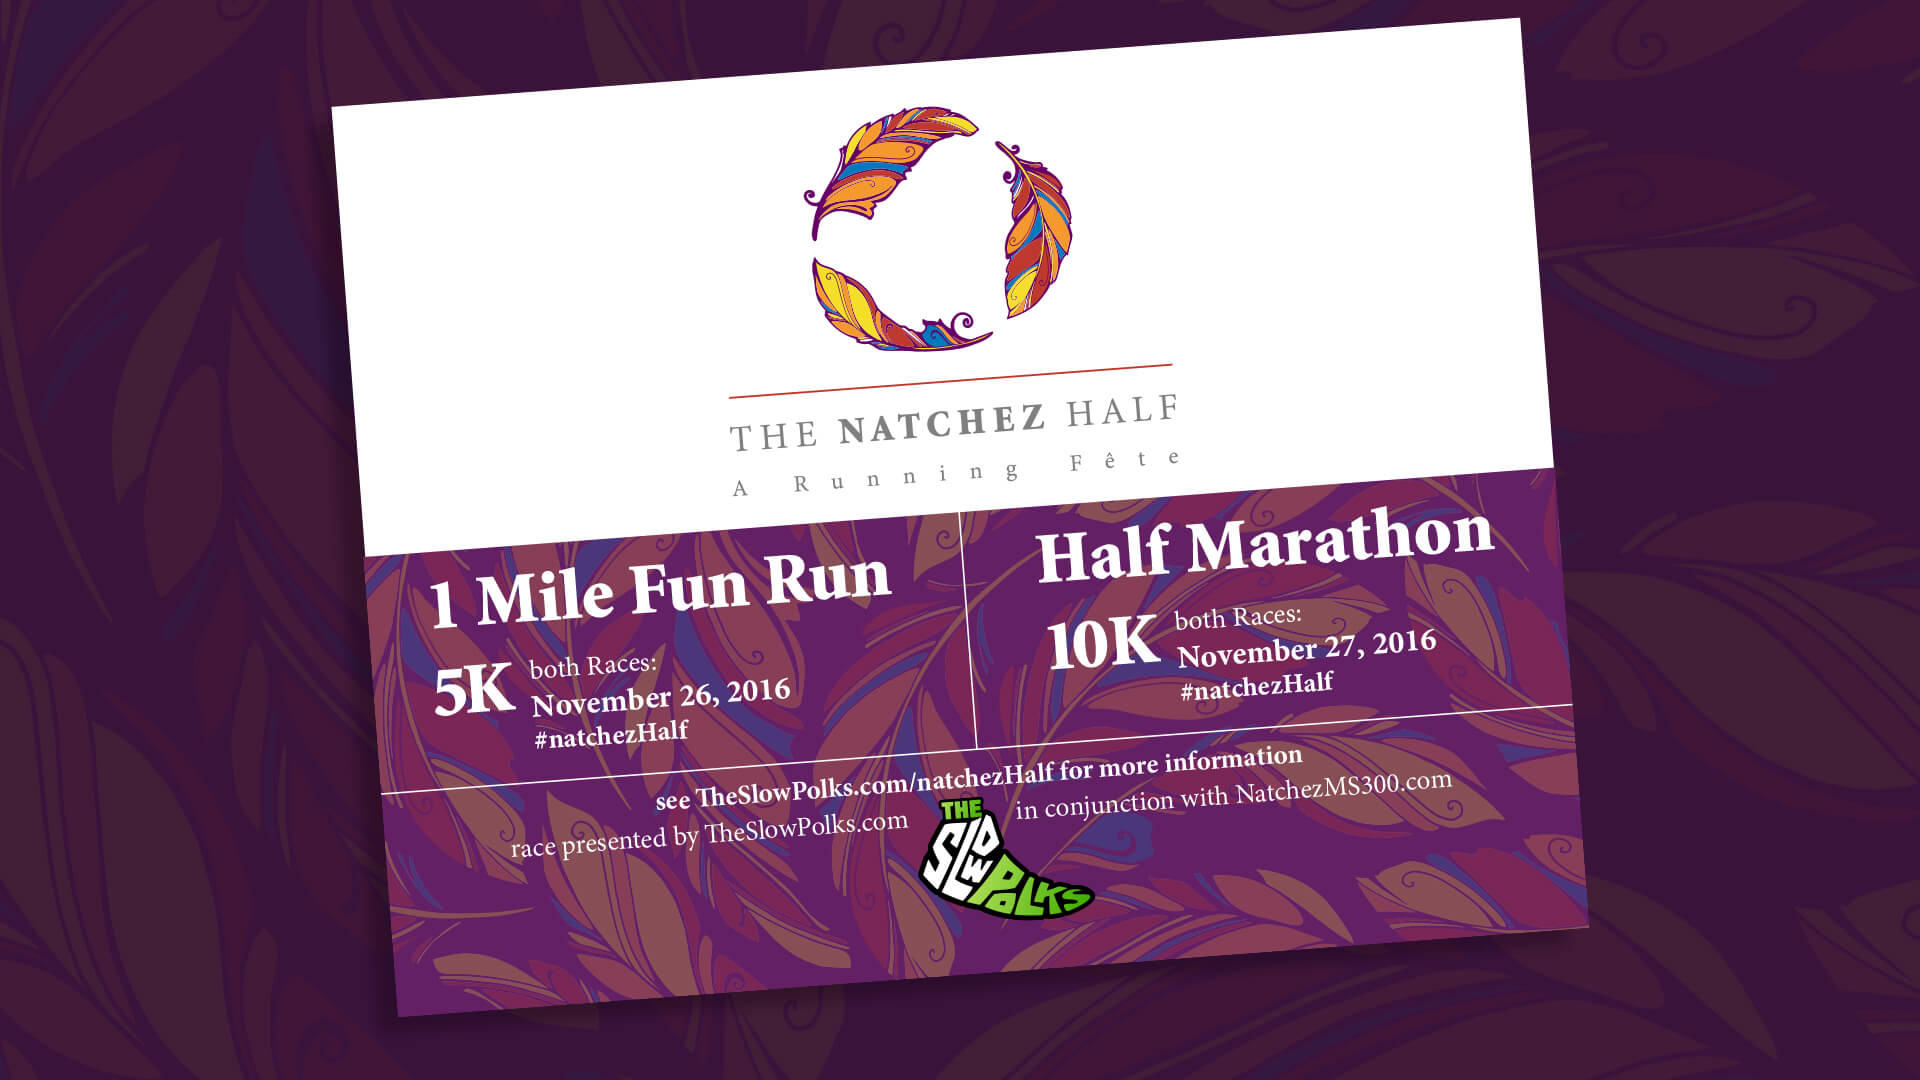 THE NATCHEZ HALF
A Running Fête
1 Mile Fun Run
5K
both Races:
November 26, 2016
#natchezHalf
Half Marathon
10K
both Races:
November 27, 2016
#natchezHalf
see TheSlowPolks.com/natchezHalf for more information
race presented by TheSlowPolks.com
THE
SLOW
POLKS
in conjunction with NatchezMS300.com